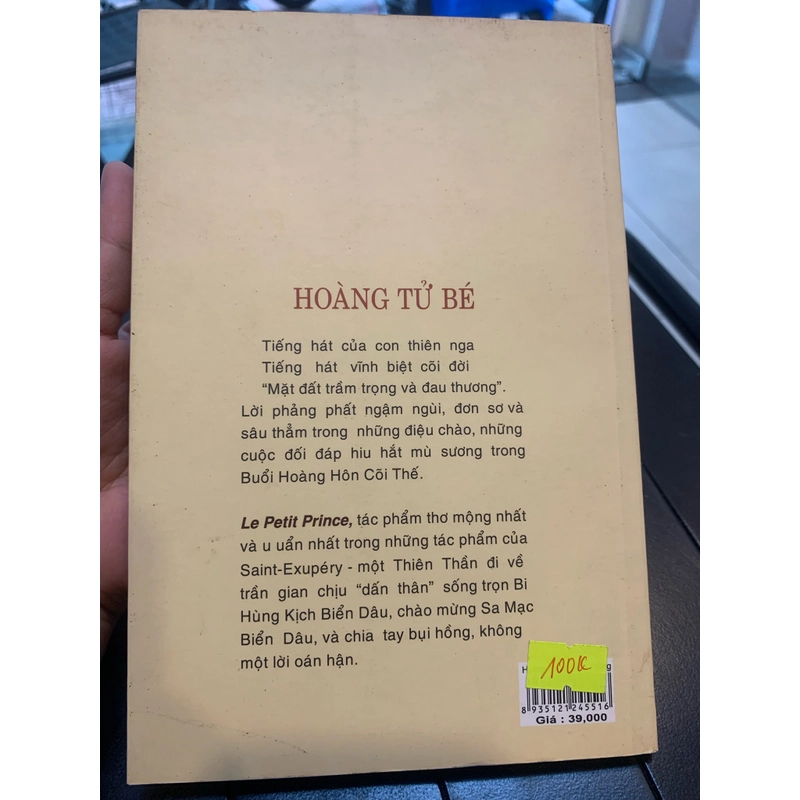 HOÀNG TỬ BÉ
Tiếng hát của con thiên nga
Tiếng hát vĩnh biệt cõi đời
“Mặt đất trầm trọng và đau thương”.
Lời phảng phất ngậm ngùi, đơn sơ và
sâu thẳm trong những điệu chào, những
cuộc đối đáp hiu hắt mù sương trong
Buổi Hoàng Hôn Cõi Thế.
Le Petit Prince, tác phẩm thơ mộng nhất
và u uẩn nhất trong những tác phẩm của
Saint-Exupéry - một Thiên Thần đi về
trần gian chịu “dấn thân” sống trọn Bi
Hùng Kịch Biển Dâu, chào mừng Sa Mạc
Biển Dâu, và chia tay bụi hồng, không
một lời oán hận.
100K
8 935121 245516
Giá : 39,000